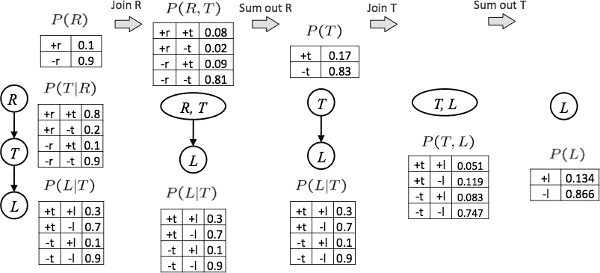 Join R
Sum out R
Join T
Sum out T
P(R)
+r 0.1
-r 0.9
R
P(T|R)
+r +t 0.8
+r -t 0.2
-r +t 0.1
-r -t 0.9
T
L
P(L|T)
+t +l 0.3
+t -l 0.7
-t +l 0.1
-t -l 0.9
P(R, T)
+r +t 0.08
+r -t 0.02
-r +t 0.09
-r -t 0.81
R, T
L
P(L|T)
+t +l 0.3
+t -l 0.7
-t +l 0.1
-t -l 0.9
P(T)
+t 0.17
-t 0.83
T
L
P(L|T)
+t +l 0.3
+t -l 0.7
-t +l 0.1
-t -l 0.9
T, L
P(T, L)
+t +l 0.051
+t -l 0.119
-t +l 0.083
-t -l 0.747
L
P(L)
+l 0.134
-l 0.866